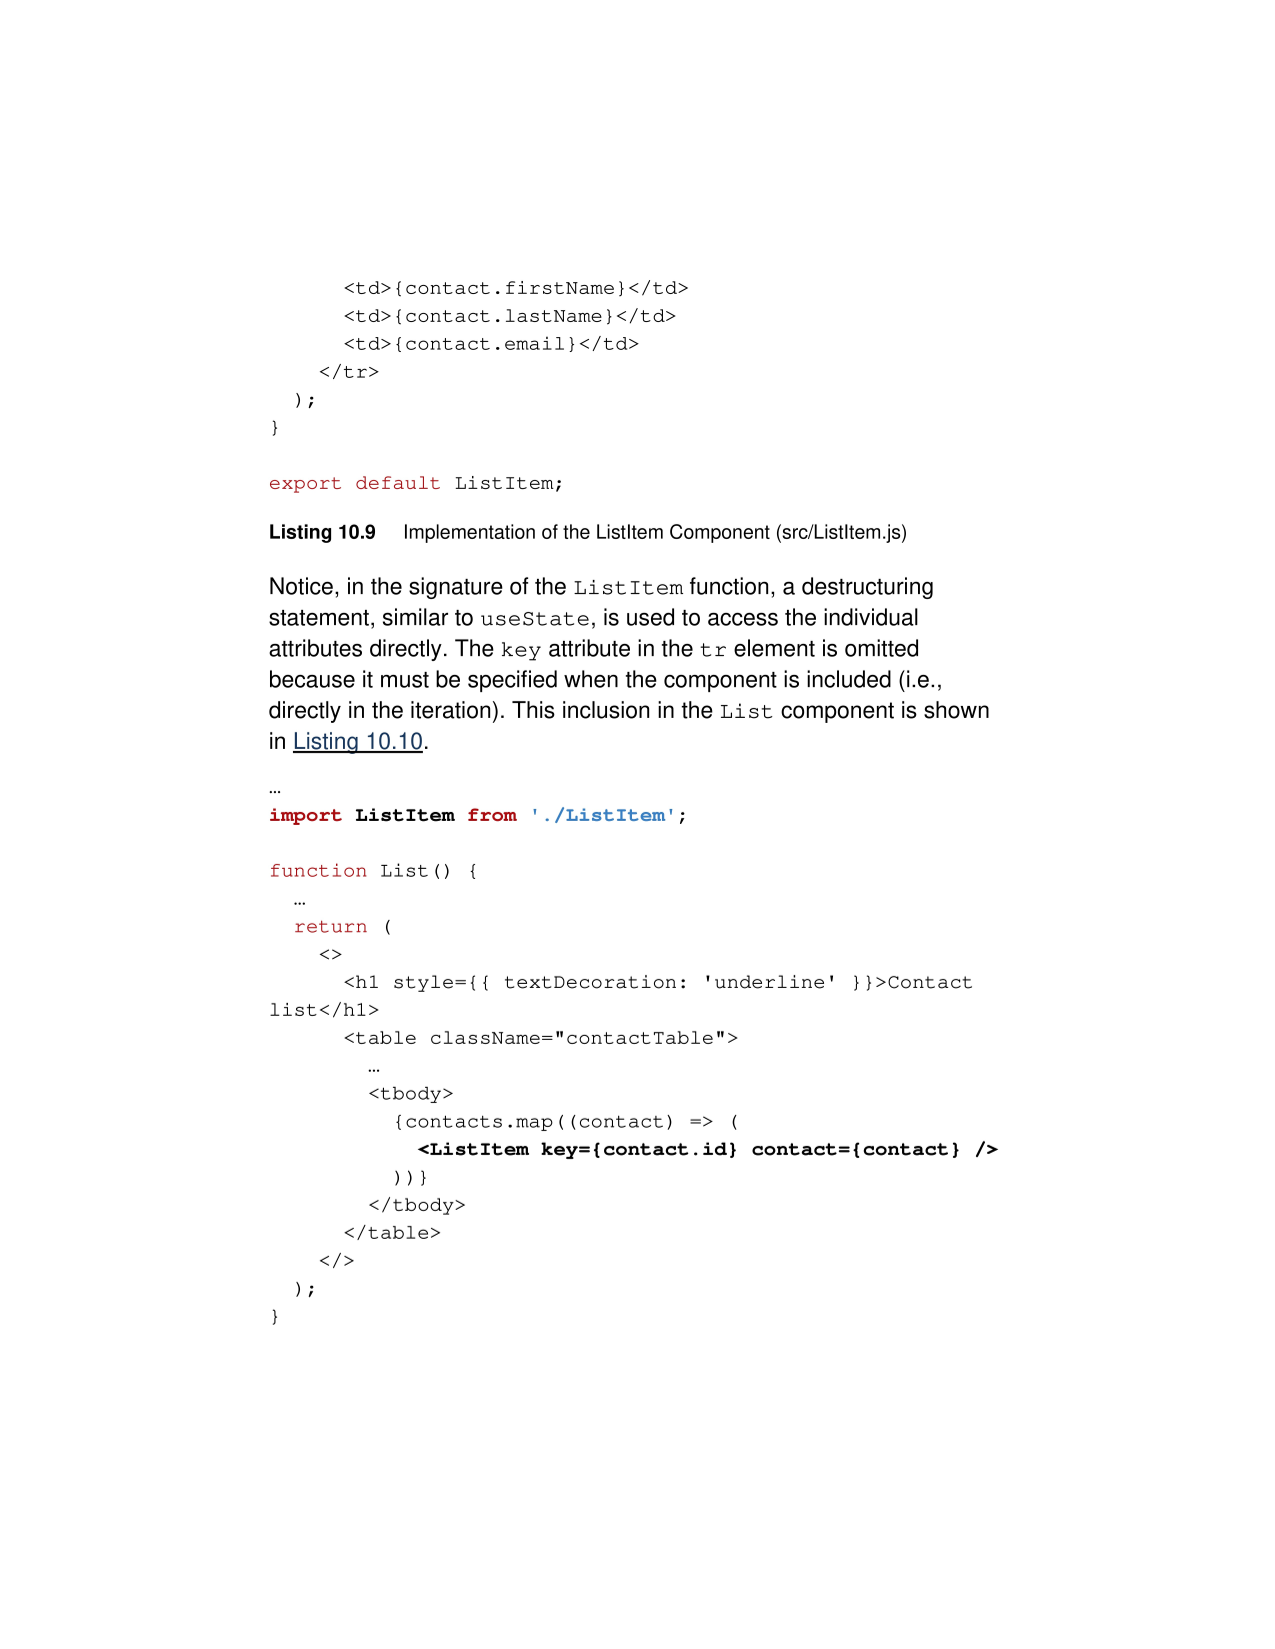 <td>{contact.firstName}</td>
      <td>{contact.lastName}</td>
      <td>{contact.email}</td>
    </tr>
  );
}

export default ListItem;
Listing 10.9 Implementation of the ListItem Component (src/ListItem.js)
Notice, in the signature of the ListItem function, a destructuring
statement, similar to useState, is used to access the individual
attributes directly. The key attribute in the tr element is omitted
because it must be specified when the component is included (i.e.,
directly in the iteration). This inclusion in the List component is shown
in Listing 10.10.
…
import ListItem from './ListItem';

function List() {
  …
  return (
    <>
      <h1 style={{ textDecoration: 'underline' }}>Contact
list</h1>
      <table className="contactTable">
        …
        <tbody>
          {contacts.map((contact) => (
            <ListItem key={contact.id} contact={contact} />
          ))}
        </tbody>
      </table>
    </>
  );
}